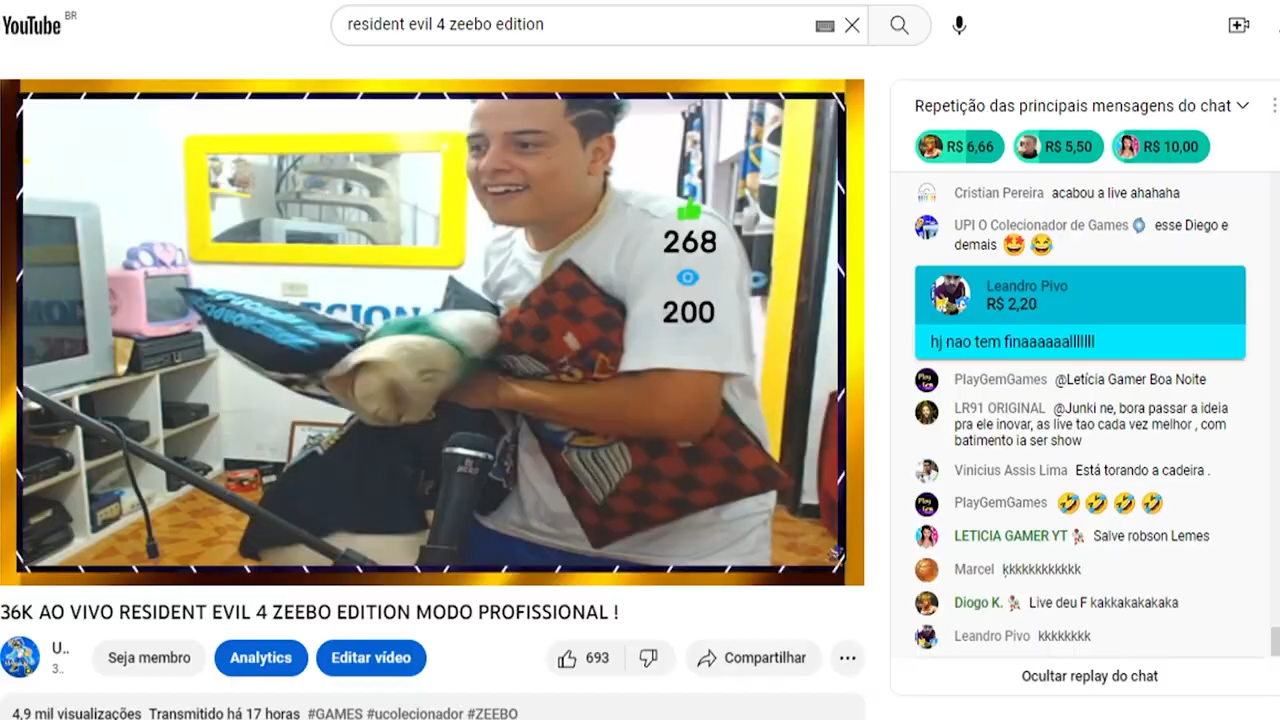 YouTube BR
resident evil 4 zeebo edition
268
200
Repetição das principais mensagens do chat
R$ 6,66 R$ 5,50 R$ 10,00
Cristian Pereira acabou a live ahahaha
UPI O Colecionador de Games esse Diego e
demais 🤩 😂
Leandro Pivo
R$ 2,20
hj nao tem finaaaaaalllllll
PlayGemGames @Letícia Gamer Boa Noite
LR91 ORIGINAL @Junki ne, bora passar a ideia
pra ele inovar, as live tao cada vez melhor , com
batimento ia ser show
Vinicius Assis Lima Está torando a cadeira .
PlayGemGames 🤣 🤣 🤣 🤣
LETICIA GAMER YT Salve robson Lemes
Marcel kkkkkkkkkkkk
Diogo K. Live deu F kakkakakakaka
Leandro Pivo kkkkkkkk
Ocultar replay do chat
36K AO VIVO RESIDENT EVIL 4 ZEEBO EDITION MODO PROFISSIONAL !
U..
3..
Seja membro Analytics Editar vídeo 693 Compartilhar
4,9 mil visualizações Transmitido há 17 horas #GAMES #ucolecionador #ZEEBO